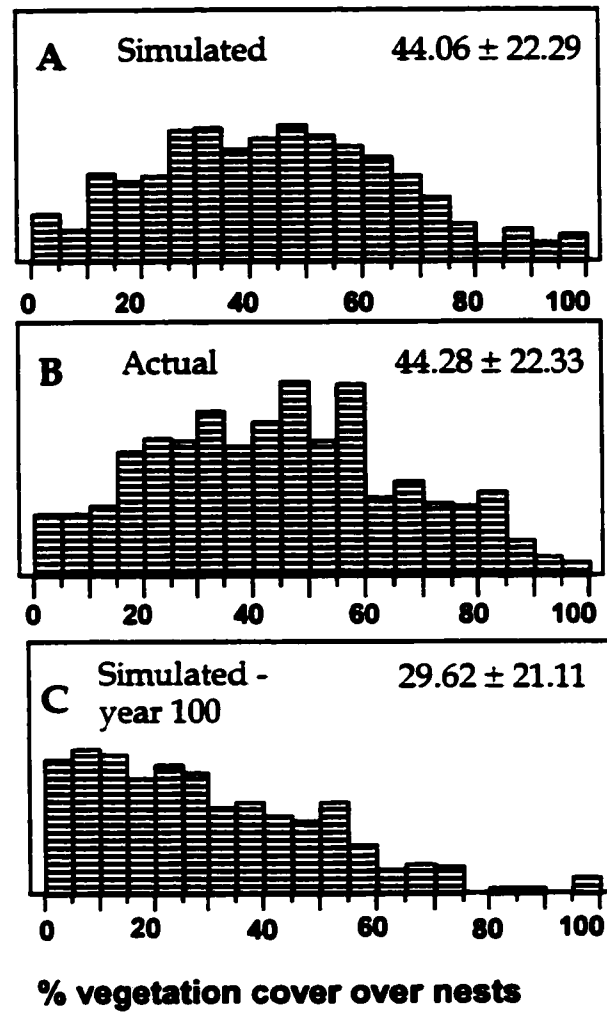 A Simulated 44.06 ± 22.29
0 20 40 60 80 100
B Actual 44.28 ± 22.33
0 20 40 60 80 100
C Simulated - 29.62 ± 21.11
year 100
0 20 40 60 80 100
% vegetation cover over nests